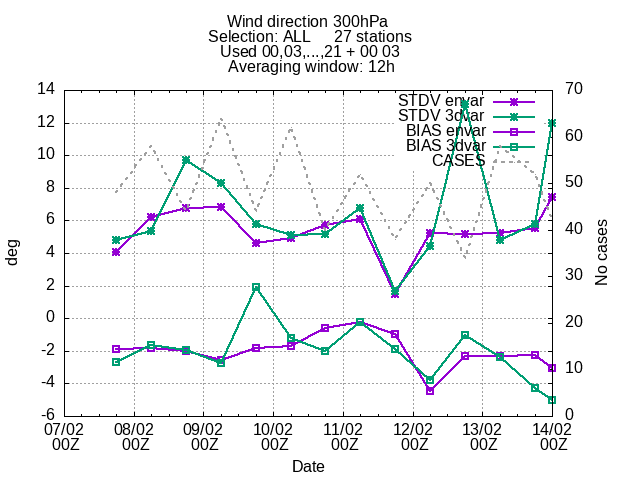 Wind direction 300hPa
Selection: ALL 27 stations
Used 00,03,...,21 + 00 03
Averaging window: 12h
14 70
12 60
10 50
8 40
6 30
4 20
2 10
0 0
-2
-4
-6
deg
No cases
STDV envar
STDV 3dvar
BIAS envar
BIAS 3dvar
CASES
07/02 08/02 09/02 10/02 11/02 12/02 13/02 14/02
00Z 00Z 00Z 00Z 00Z 00Z 00Z 00Z
Date